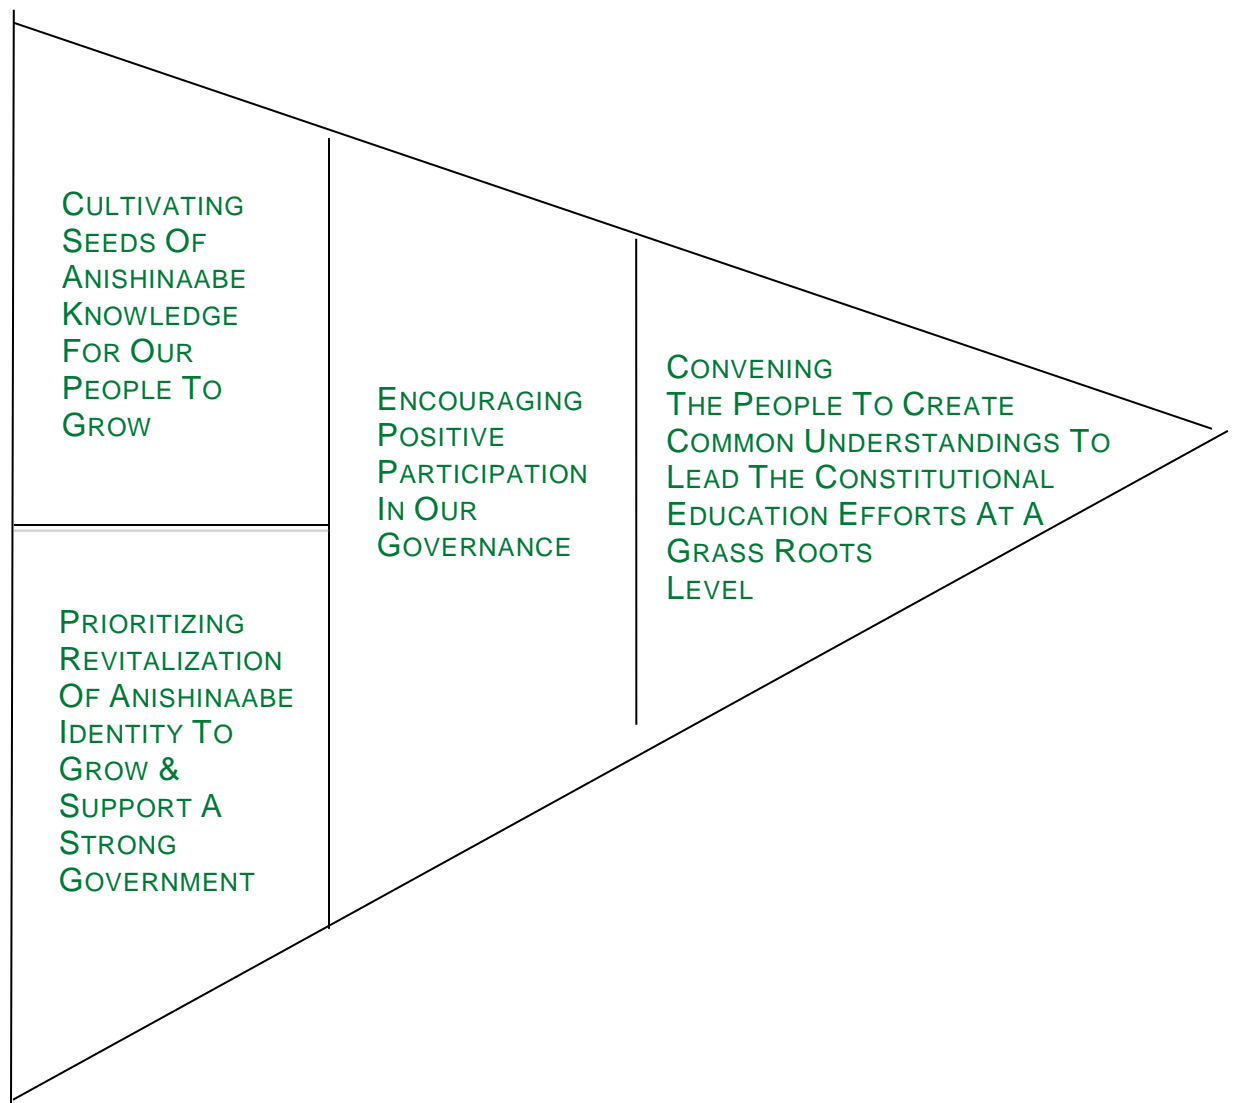 CULTIVATING
SEEDS OF
ANISHINAABE
KNOWLEDGE
FOR OUR
PEOPLE TO
GROW
PRIORITIZING
REVITALIZATION
OF ANISHINAABE
IDENTITY TO
GROW &
SUPPORT A
STRONG
GOVERNMENT
ENCOURAGING
POSITIVE
PARTICIPATION
IN OUR
GOVERNANCE
CONVENING
THE PEOPLE TO CREATE
COMMON UNDERSTANDINGS TO
LEAD THE CONSTITUTIONAL
EDUCATION EFFORTS AT A
GRASS ROOTS
LEVEL